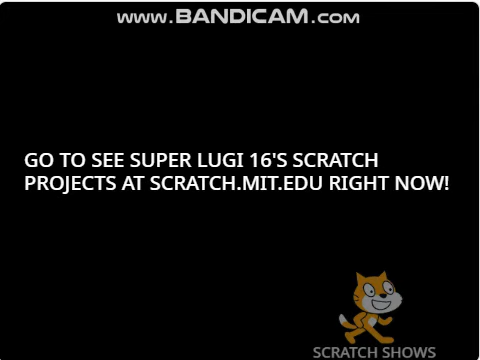 www.BANDICAM.com
GO TO SEE SUPER LUGI 16'S SCRATCH
PROJECTS AT SCRATCH.MIT.EDU RIGHT NOW!
SCRATCH SHOWS